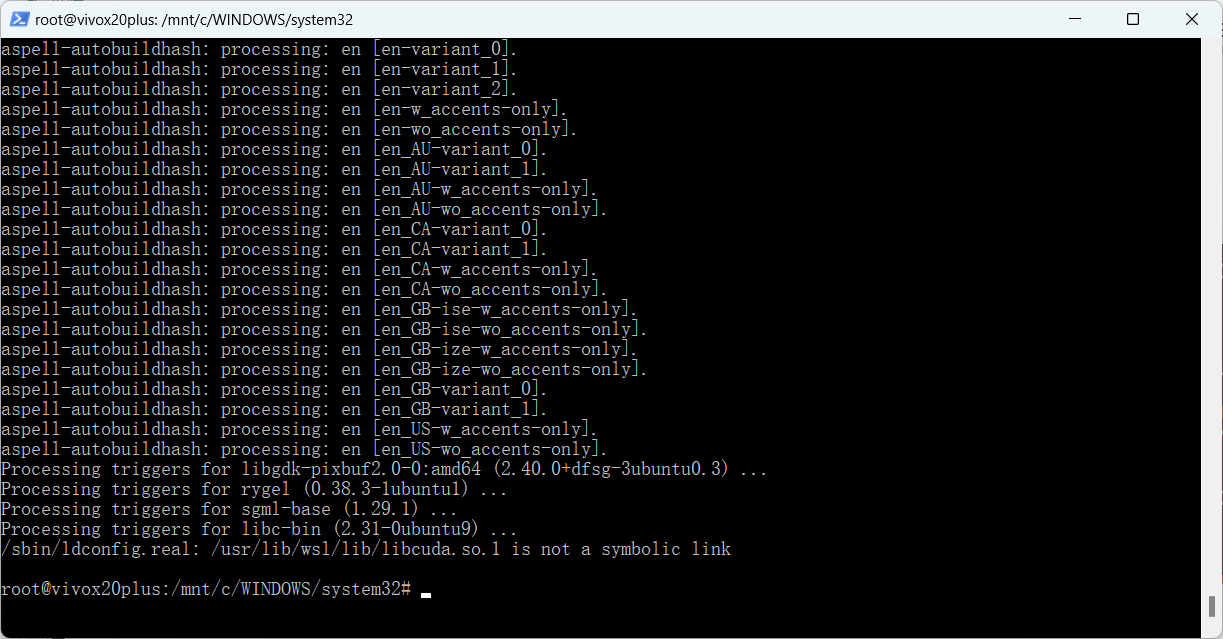 root@vivox20plus: /mnt/c/WINDOWS/system32
aspell-autobuildhash: processing: en [en-variant_0].
aspell-autobuildhash: processing: en [en-variant_1].
aspell-autobuildhash: processing: en [en-variant_2].
aspell-autobuildhash: processing: en [en-w_accents-only].
aspell-autobuildhash: processing: en [en-wo_accents-only].
aspell-autobuildhash: processing: en [en_AU-variant_0].
aspell-autobuildhash: processing: en [en_AU-variant_1].
aspell-autobuildhash: processing: en [en_AU-w_accents-only].
aspell-autobuildhash: processing: en [en_AU-wo_accents-only].
aspell-autobuildhash: processing: en [en_CA-variant_0].
aspell-autobuildhash: processing: en [en_CA-variant_1].
aspell-autobuildhash: processing: en [en_CA-w_accents-only].
aspell-autobuildhash: processing: en [en_CA-wo_accents-only].
aspell-autobuildhash: processing: en [en_GB-ise-w_accents-only].
aspell-autobuildhash: processing: en [en_GB-ise-wo_accents-only].
aspell-autobuildhash: processing: en [en_GB-ize-w_accents-only].
aspell-autobuildhash: processing: en [en_GB-ize-wo_accents-only].
aspell-autobuildhash: processing: en [en_GB-variant_0].
aspell-autobuildhash: processing: en [en_GB-variant_1].
aspell-autobuildhash: processing: en [en_US-w_accents-only].
aspell-autobuildhash: processing: en [en_US-wo_accents-only].
Processing triggers for libgdk-pixbuf2.0-0:amd64 (2.40.0+dfsg-3ubuntu0.3) ...
Processing triggers for rygel (0.38.3-1ubuntu1) ...
Processing triggers for sgml-base (1.29.1) ...
Processing triggers for libc-bin (2.31-0ubuntu9) ...
/sbin/ldconfig.real: /usr/lib/wsl/lib/libcuda.so.1 is not a symbolic link
root@vivox20plus:/mnt/c/WINDOWS/system32#